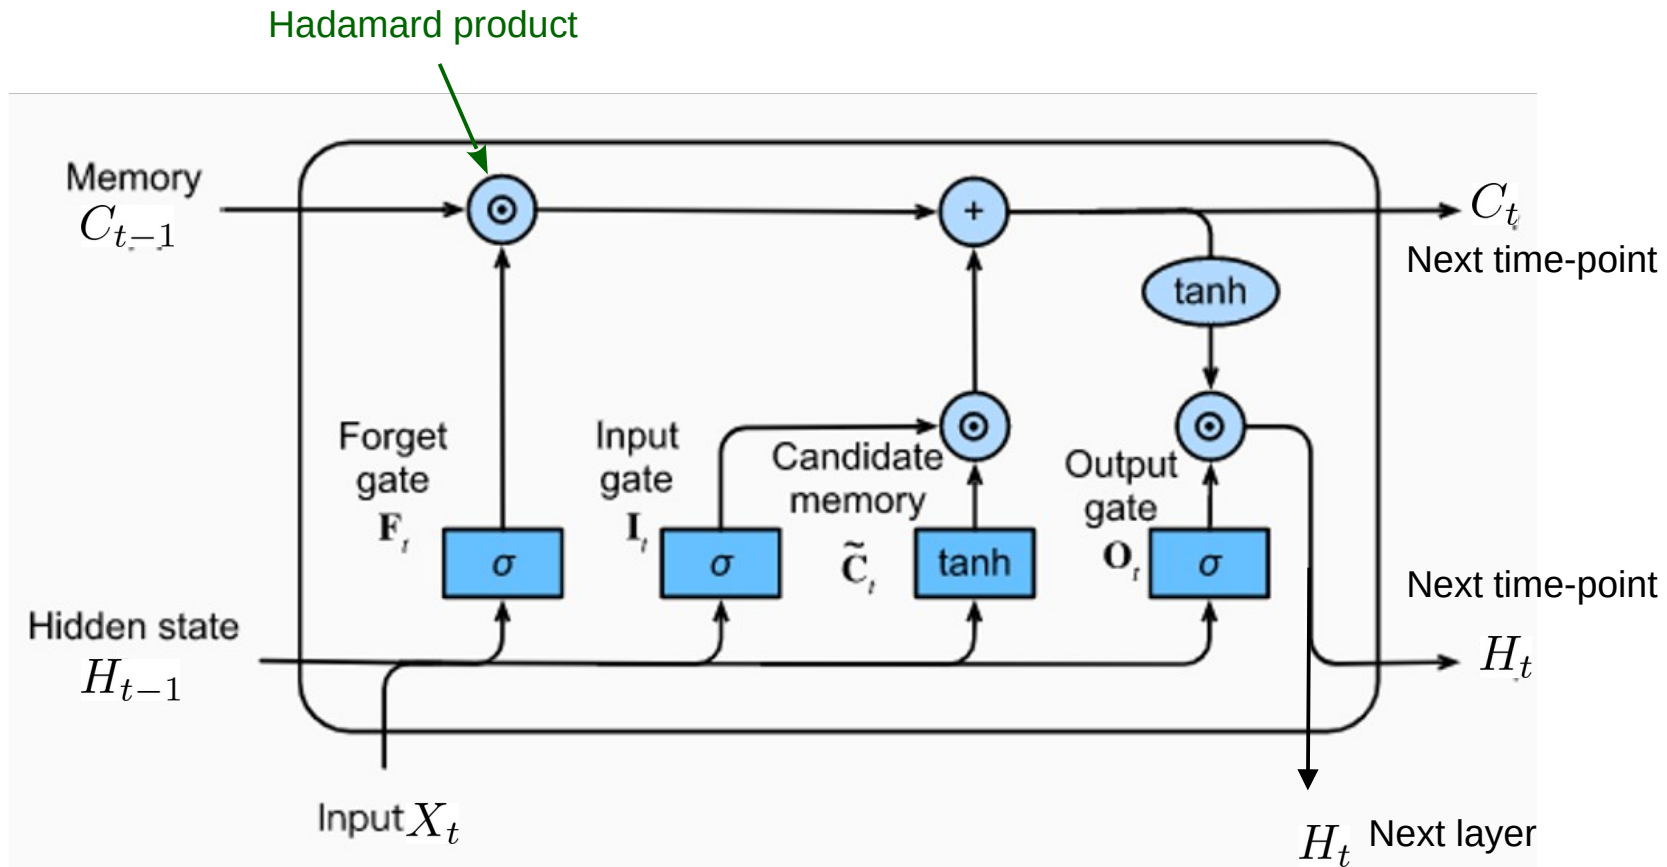 Hadamard product
Memory
C_{t-1}
⊙
+
C_t
Next time-point
tanh
Forget
gate
F_t
Input
gate
I_t
⊙
Candidate
memory
C̃_t
⊙
Output
gate
O_t
σ
σ
tanh
σ
Next time-point
Hidden state
H_{t-1}
H_t
Input X_t
H_t Next layer